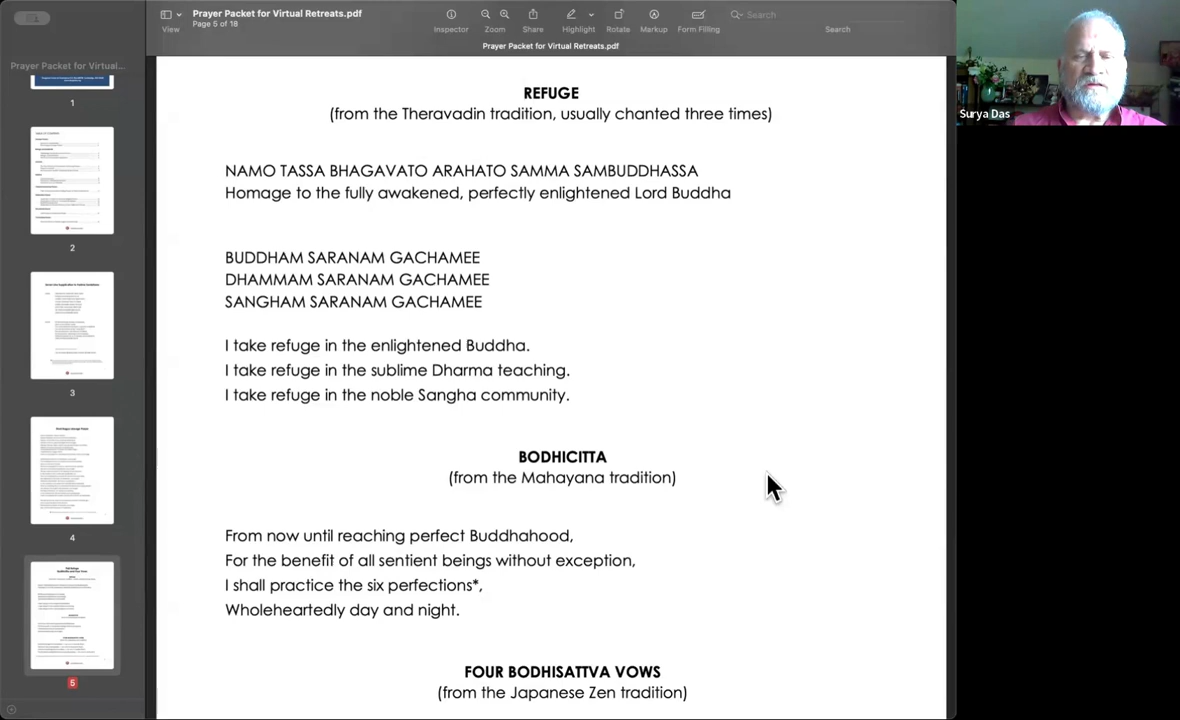 Prayer Packet for Virtual Retreats.pdf
Page 5 of 18
View
Inspector
Zoom
Share
Highlight
Rotate
Markup
Form Filling
Search
Search
Prayer Packet for Virtual Retreats.pdf
Prayer Packet for Virtual...
1
2
3
4
5
REFUGE
(from the Theravadin tradition, usually chanted three times)
NAMO TASSA BHAGAVATO ARAHATO SAMMA SAMBUDDHASSA
Homage to the fully awakened, perfectly enlightened Lord Buddha
BUDDHAM SARANAM GACHAMEE
DHAMMAM SARANAM GACHAMEE
SANGHAM SARANAM GACHAMEE
I take refuge in the enlightened Buddha.
I take refuge in the sublime Dharma teaching.
I take refuge in the noble Sangha community.
BODHICITTA
(from the Mahayana tradition)
From now until reaching perfect Buddhahood,
For the benefit of all sentient beings without exception,
I shall practice the six perfections*
Wholeheartedly day and night.
FOUR BODHISATTVA VOWS
(from the Japanese Zen tradition)
Surya Das